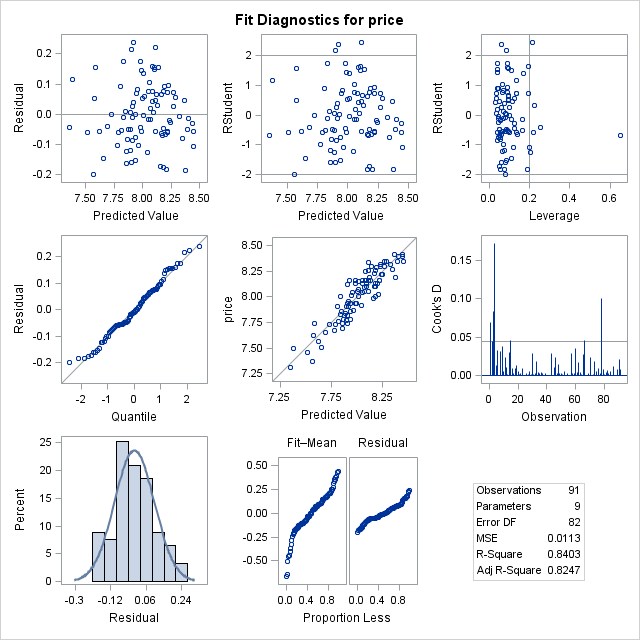 Fit Diagnostics for price
Residual
0.2
0.1
0.0
-0.1
-0.2
7.50 7.75 8.00 8.25 8.50
Predicted Value
RStudent
2
1
0
-1
-2
7.50 7.75 8.00 8.25 8.50
Predicted Value
RStudent
2
1
0
-1
-2
0.0 0.2 0.4 0.6
Leverage
Residual
0.2
0.1
0.0
-0.1
-0.2
-2 -1 0 1 2
Quantile
price
8.50
8.25
8.00
7.75
7.50
7.25
7.25 7.75 8.25
Predicted Value
Cook's D
0.15
0.10
0.05
0.00
0 20 40 60 80
Observation
Percent
25
20
15
10
5
0
-0.3 -0.12 0.06 0.24
Residual
Fit–Mean Residual
0.50
0.25
0.00
-0.25
-0.50
0.0 0.4 0.8 0.0 0.4 0.8
Proportion Less
Observations 91
Parameters 9
Error DF 82
MSE 0.0113
R-Square 0.8403
Adj R-Square 0.8247